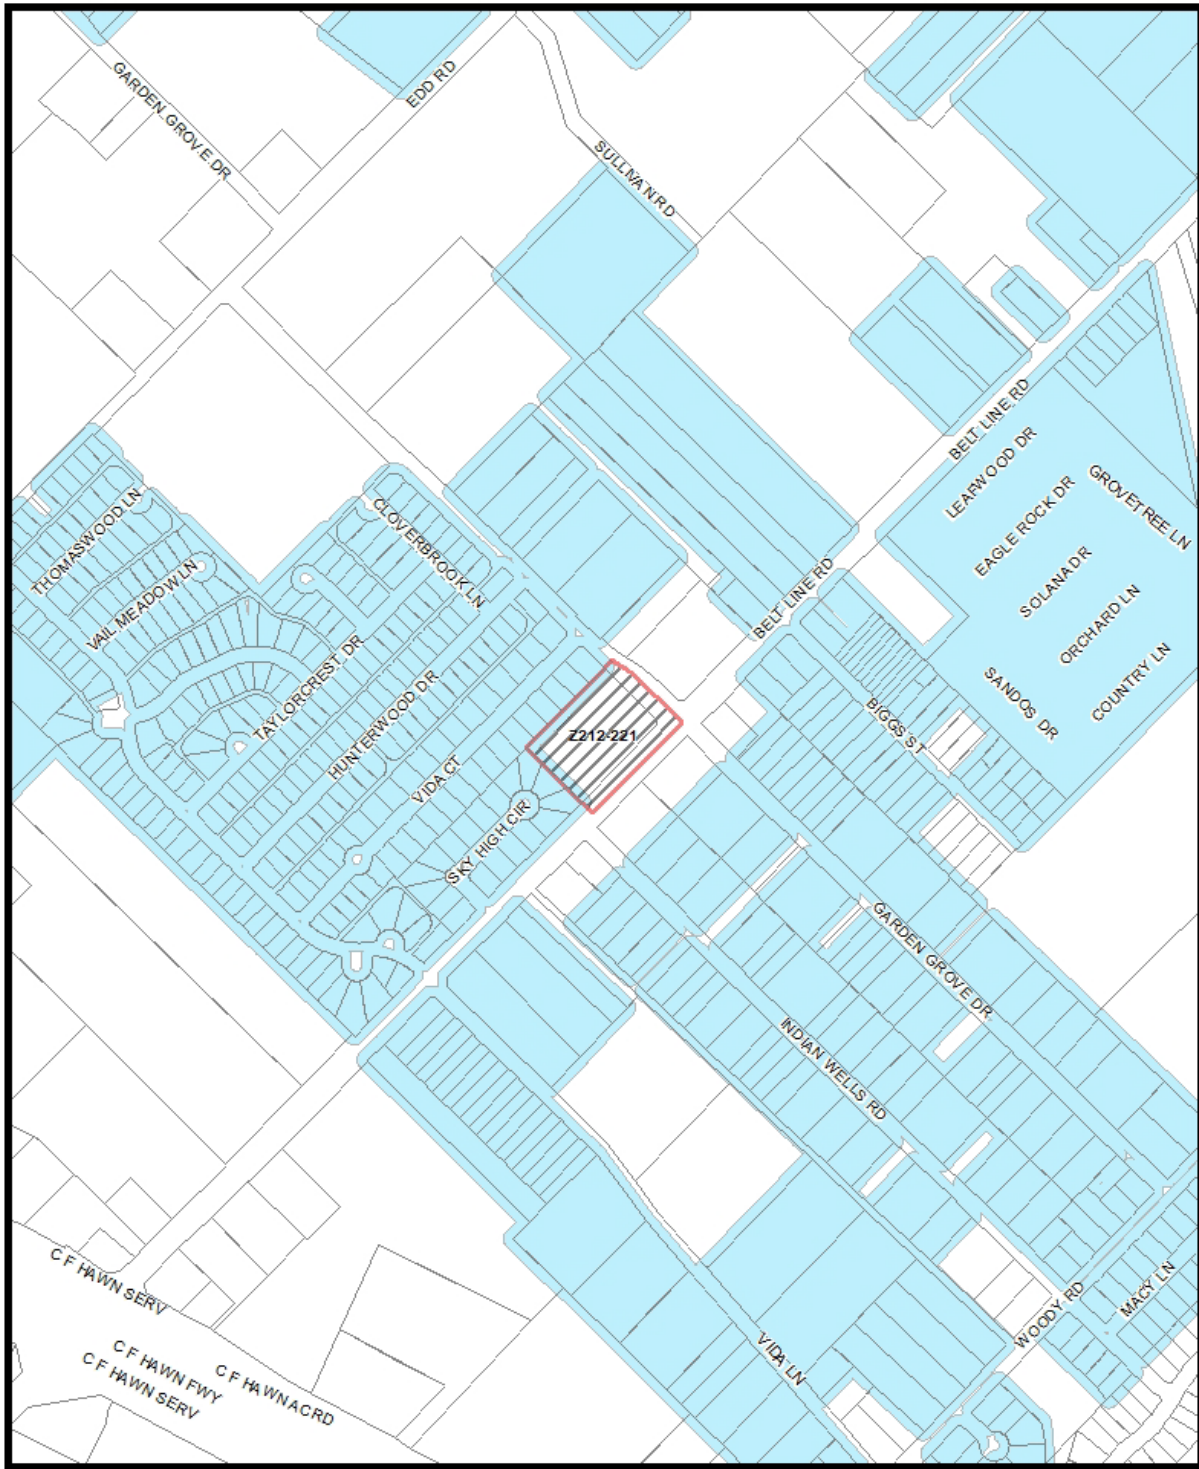 GARDEN GROVE DR
EDD RD
SULLIVAN RD
BELT LINE RD
LEAFWOOD DR
EAGLE ROCK DR
GROVETREE LN
THOMASWOOD LN
CLOVERBROOK LN
VAIL MEADOW LN
SOLANA DR
BELT LINE RD
ORCHARD LN
TAYLORCREST DR
HUNTERWOOD DR
SANDOS DR
COUNTRY LN
BIGGS ST
Z212-221
VIDA CT
SKY HIGH CIR
GARDEN GROVE DR
INDIAN WELLS RD
C F HAWN SERV
MACY LN
WOODY RD
VIDA LN
C F HAWN FWY
C F HAWN SERV
C F HAWN ACRD